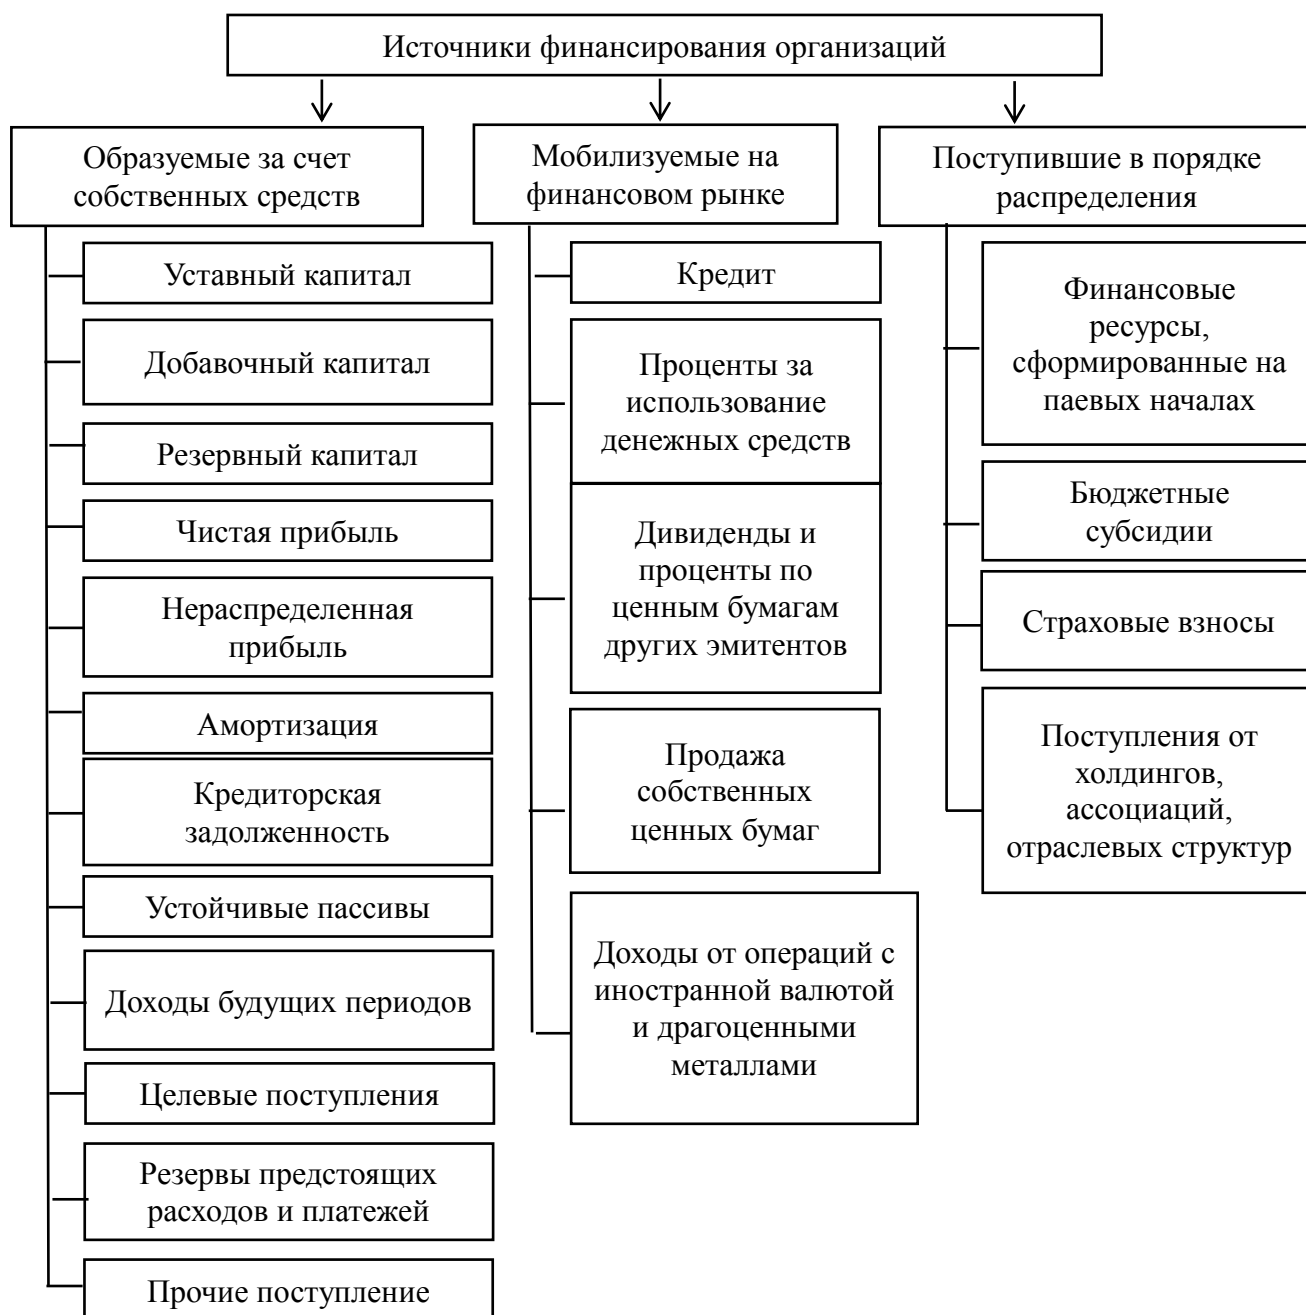 Источники финансирования организаций
Образуемые за счет
собственных средств
Уставный капитал
Добавочный капитал
Резервный капитал
Чистая прибыль
Нераспределенная
прибыль
Амортизация
Кредиторская
задолженность
Устойчивые пассивы
Доходы будущих периодов
Целевые поступления
Резервы предстоящих
расходов и платежей
Прочие поступление
Мобилизуемые на
финансовом рынке
Кредит
Проценты за
использование
денежных средств
Дивиденды и
проценты по
ценным бумагам
других эмитентов
Продажа
собственных
ценных бумаг
Доходы от операций с
иностранной валютой
и драгоценными
металлами
Поступившие в порядке
распределения
Финансовые
ресурсы,
сформированные на
паевых началах
Бюджетные
субсидии
Страховые взносы
Поступления от
холдингов,
ассоциаций,
отраслевых структур